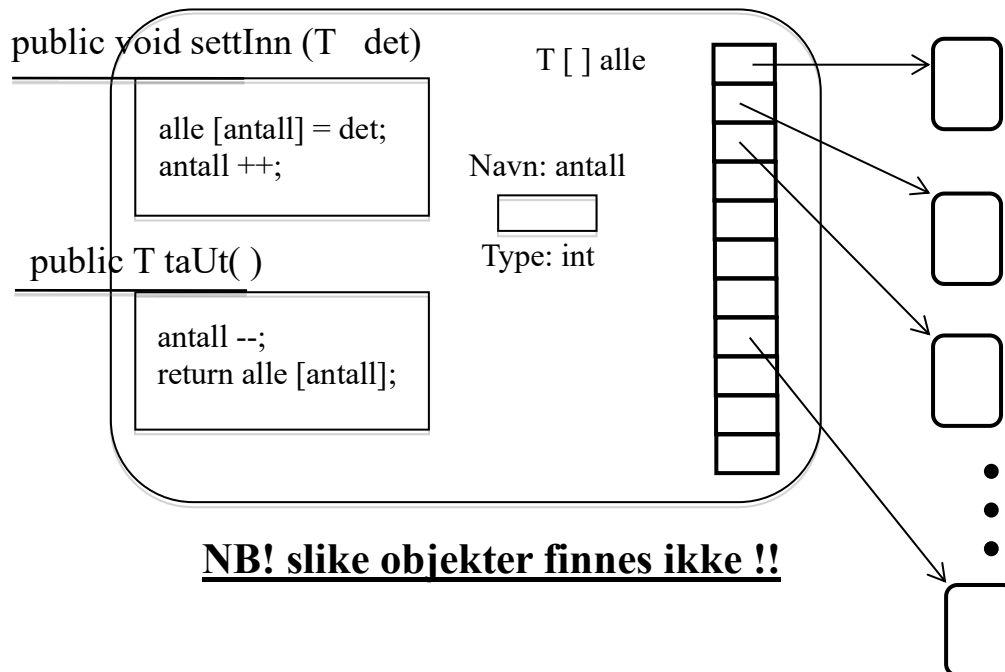 public void settInn (T det)
T [ ] alle
alle [antall] = det;
antall ++;
Navn: antall
Type: int
public T taUt( )
antall --;
return alle [antall];
NB! slike objekter finnes ikke !!